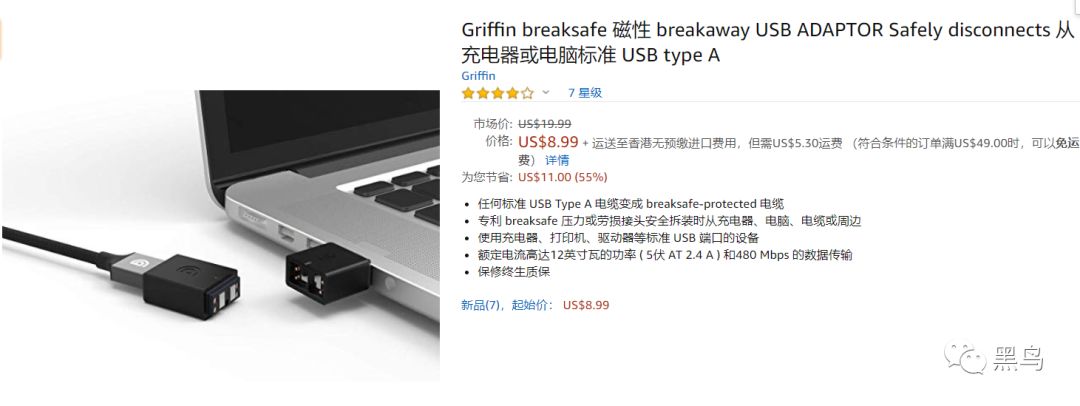 Griffin breaksafe 磁性 breakaway USB ADAPTOR Safely disconnects 从
充电器或电脑标准 USB type A
Griffin
7 星级
市场价: US$19.99
价格: US$8.99 + 运送至香港无预缴进口费用，但需US$5.30运费 （符合条件的订单满US$49.00时，可以免运
费） 详情
为您节省: US$11.00 (55%)
• 任何标准 USB Type A 电缆变成 breaksafe-protected 电缆
• 专利 breaksafe 压力或劳损接头安全拆装时从充电器、电脑、电缆或周边
• 使用充电器、打印机、驱动器等标准 USB 端口的设备
• 额定电流高达12英寸瓦的功率 ( 5伏 AT 2.4 A ) 和480 Mbps 的数据传输
• 保修终生质保
新品(7)，起始价： US$8.99
黑鸟